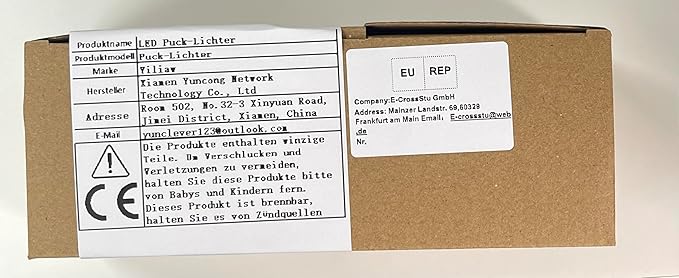 Produktname LED Puck-Lichter
Produktmodell Puck-Lichter
Marke Yiliaw
Hersteller Xiamen Yuncong Network
Technology Co., Ltd
Adresse Room 502, No.32-3 Xinyuan Road,
Jimei District, Xiamen, China
E-Mail yunclever123@outlook.com
Die Produkte enthalten winzige
Teile. Um Verschlucken und
Verletzungen zu vermeiden,
halten Sie diese Produkte bitte
von Babys und Kindern fern.
Dieses Produkt ist brennbar,
halten Sie es von Zündquellen
CE
EU REP
Company:E-CrossStu GmbH
Address: Mainzer Landstr. 69,60329
Frankfurt am Main Email: E-crossstu@web
.de
Nr.